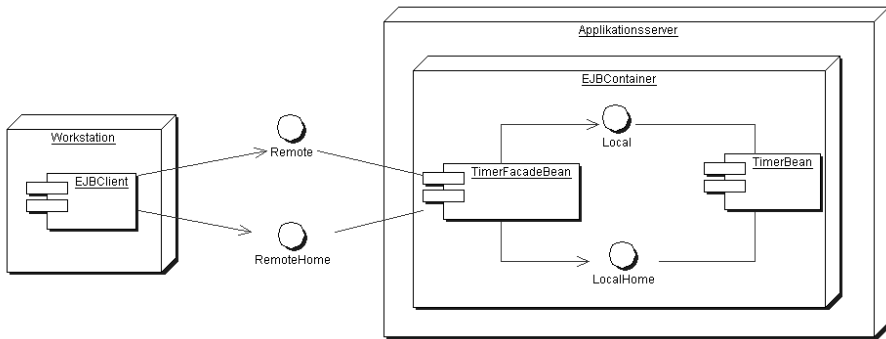 Applikationsserver
EJBContainer
Workstation
EJBClient
Remote
RemoteHome
TimerFacadeBean
Local
LocalHome
TimerBean